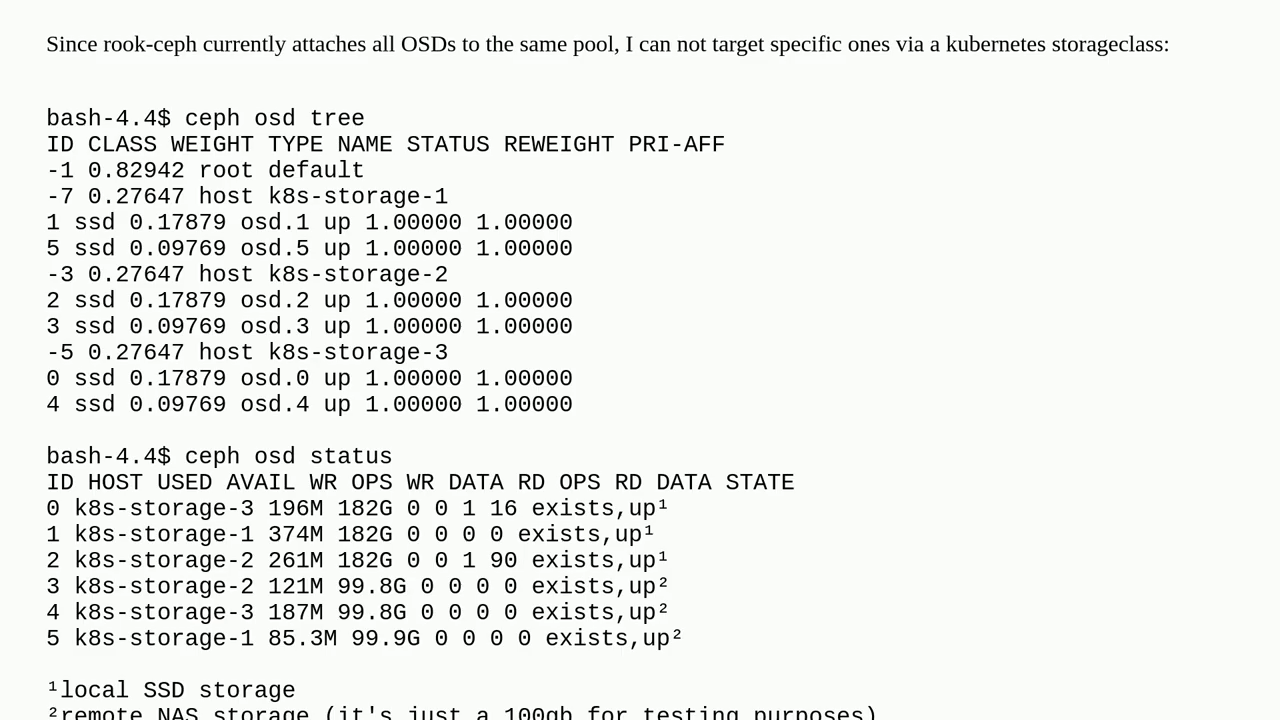 Since rook-ceph currently attaches all OSDs to the same pool, I can not target specific ones via a kubernetes storageclass:
bash-4.4$ ceph osd tree
ID CLASS WEIGHT TYPE NAME STATUS REWEIGHT PRI-AFF
-1 0.82942 root default
-7 0.27647 host k8s-storage-1
1 ssd 0.17879 osd.1 up 1.00000 1.00000
5 ssd 0.09769 osd.5 up 1.00000 1.00000
-3 0.27647 host k8s-storage-2
2 ssd 0.17879 osd.2 up 1.00000 1.00000
3 ssd 0.09769 osd.3 up 1.00000 1.00000
-5 0.27647 host k8s-storage-3
0 ssd 0.17879 osd.0 up 1.00000 1.00000
4 ssd 0.09769 osd.4 up 1.00000 1.00000
bash-4.4$ ceph osd status
ID HOST USED AVAIL WR OPS WR DATA RD OPS RD DATA STATE
0 k8s-storage-3 196M 182G 0 0 1 16 exists,up¹
1 k8s-storage-1 374M 182G 0 0 0 0 exists,up¹
2 k8s-storage-2 261M 182G 0 0 1 90 exists,up¹
3 k8s-storage-2 121M 99.8G 0 0 0 0 exists,up²
4 k8s-storage-3 187M 99.8G 0 0 0 0 exists,up²
5 k8s-storage-1 85.3M 99.9G 0 0 0 0 exists,up²
¹local SSD storage
²remote NAS storage (it's just a 100gb for testing purposes)